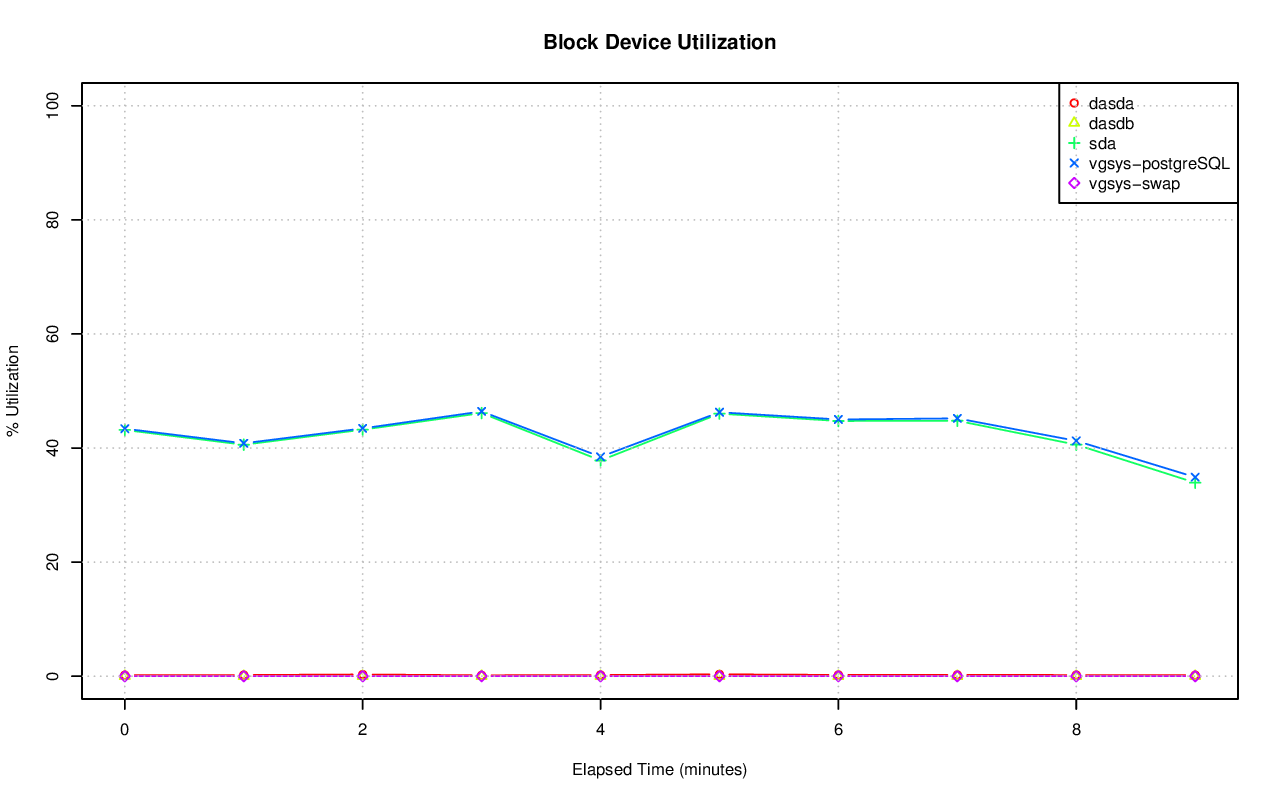 Block Device Utilization
% Utilization
100
80
60
40
20
0
dasda
dasdb
sda
vgsys−postgreSQL
vgsys−swap
0 2 4 6 8
Elapsed Time (minutes)